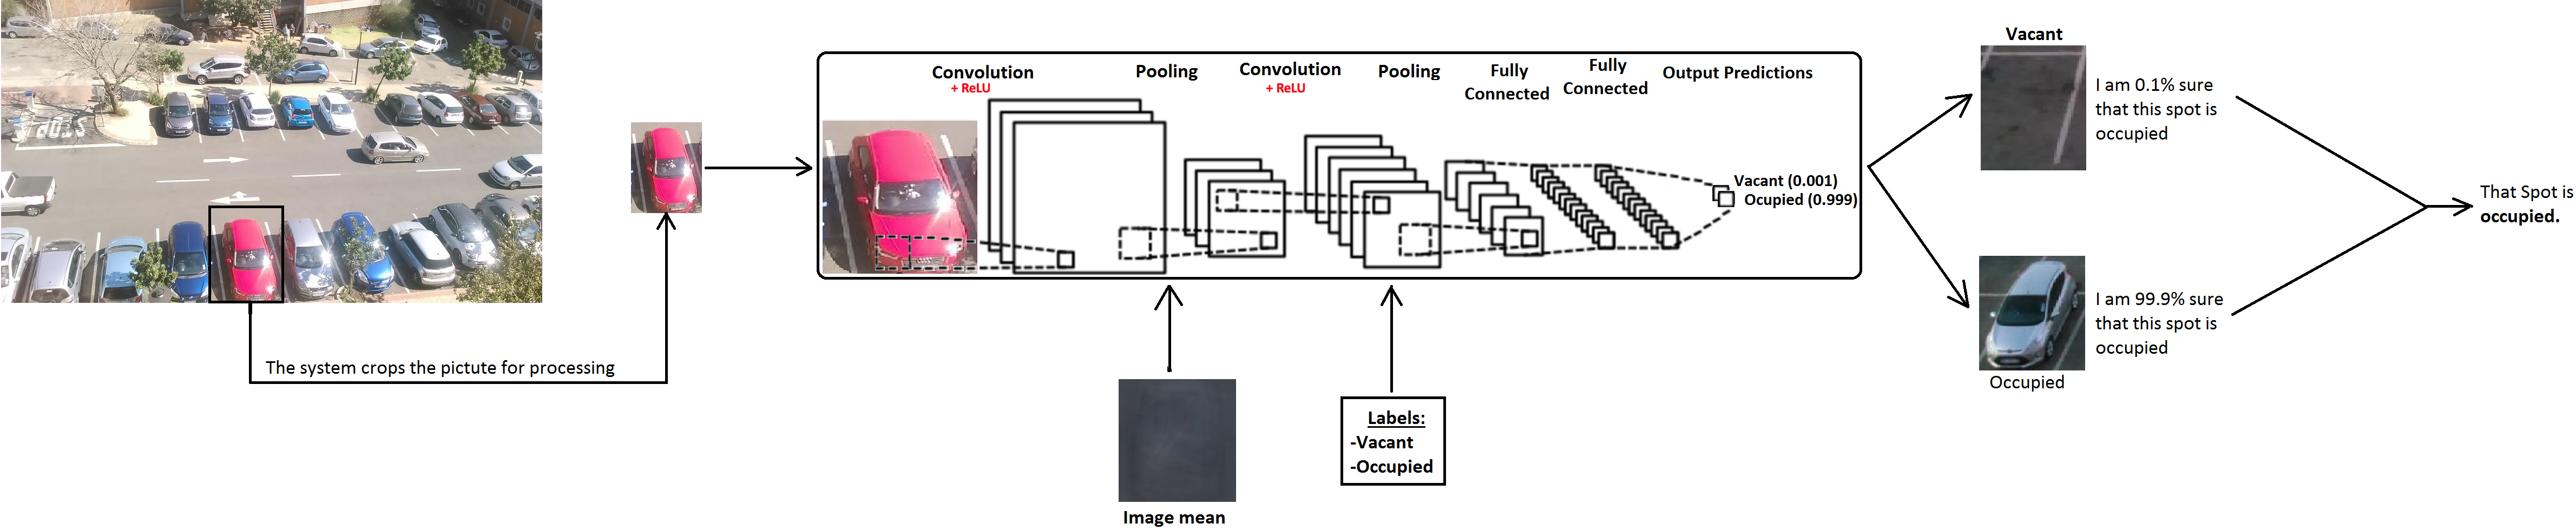 STOP
The system crops the pictute for processing
Convolution
+ ReLU
Pooling
Convolution
+ ReLU
Pooling
Fully
Connected
Fully
Connected
Output Predictions
Vacant (0.001)
Ocupied (0.999)
Image mean
Labels:
-Vacant
-Occupied
Vacant
I am 0.1% sure
that this spot is
occupied
I am 99.9% sure
that this spot is
occupied
Occupied
That Spot is
occupied.